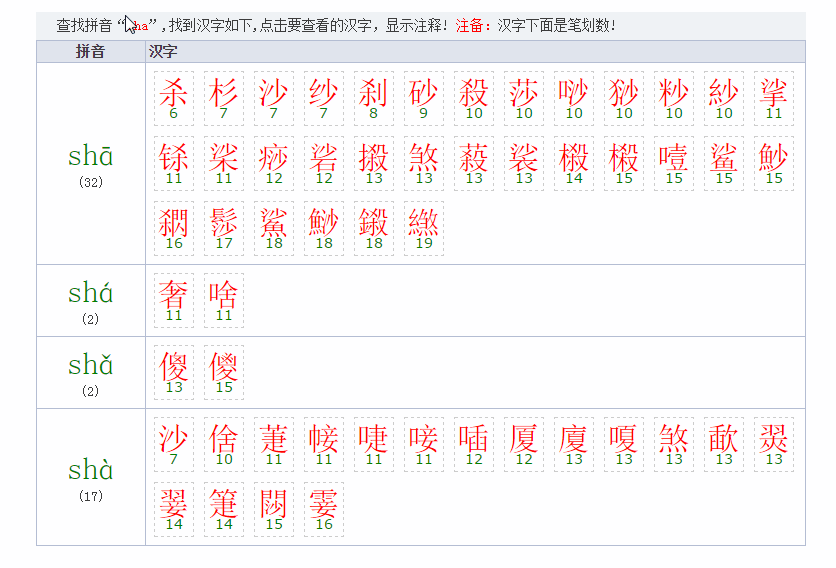 查找拼音“sha”,找到汉字如下,点击要查看的汉字，显示注释! 注备：汉字下面是笔划数!
拼音 汉字
shā
(32)
杀 杉 沙 纱 刹 砂 殺 莎 唦 猀 粆 紗 挲
6 7 7 7 8 9 10 10 10 10 10 10 11
铩 桬 痧 硰 摋 煞 蔱 裟 榝 樧 噎 鲨 魦
11 11 12 12 13 13 13 13 14 15 15 15 15
髿 鯊 鯋 鎩 繺
16 17 18 18 18 19
shá
(2)
奢 啥
11 11
shǎ
(2)
傻 儍
13 15
shà
(17)
沙 倽 萐 帹 啑 唼 喢 厦 廈 嗄 煞 歃 翜
7 10 11 11 11 11 12 12 13 13 13 13 13
翣 箑 閯 霎
14 14 15 16